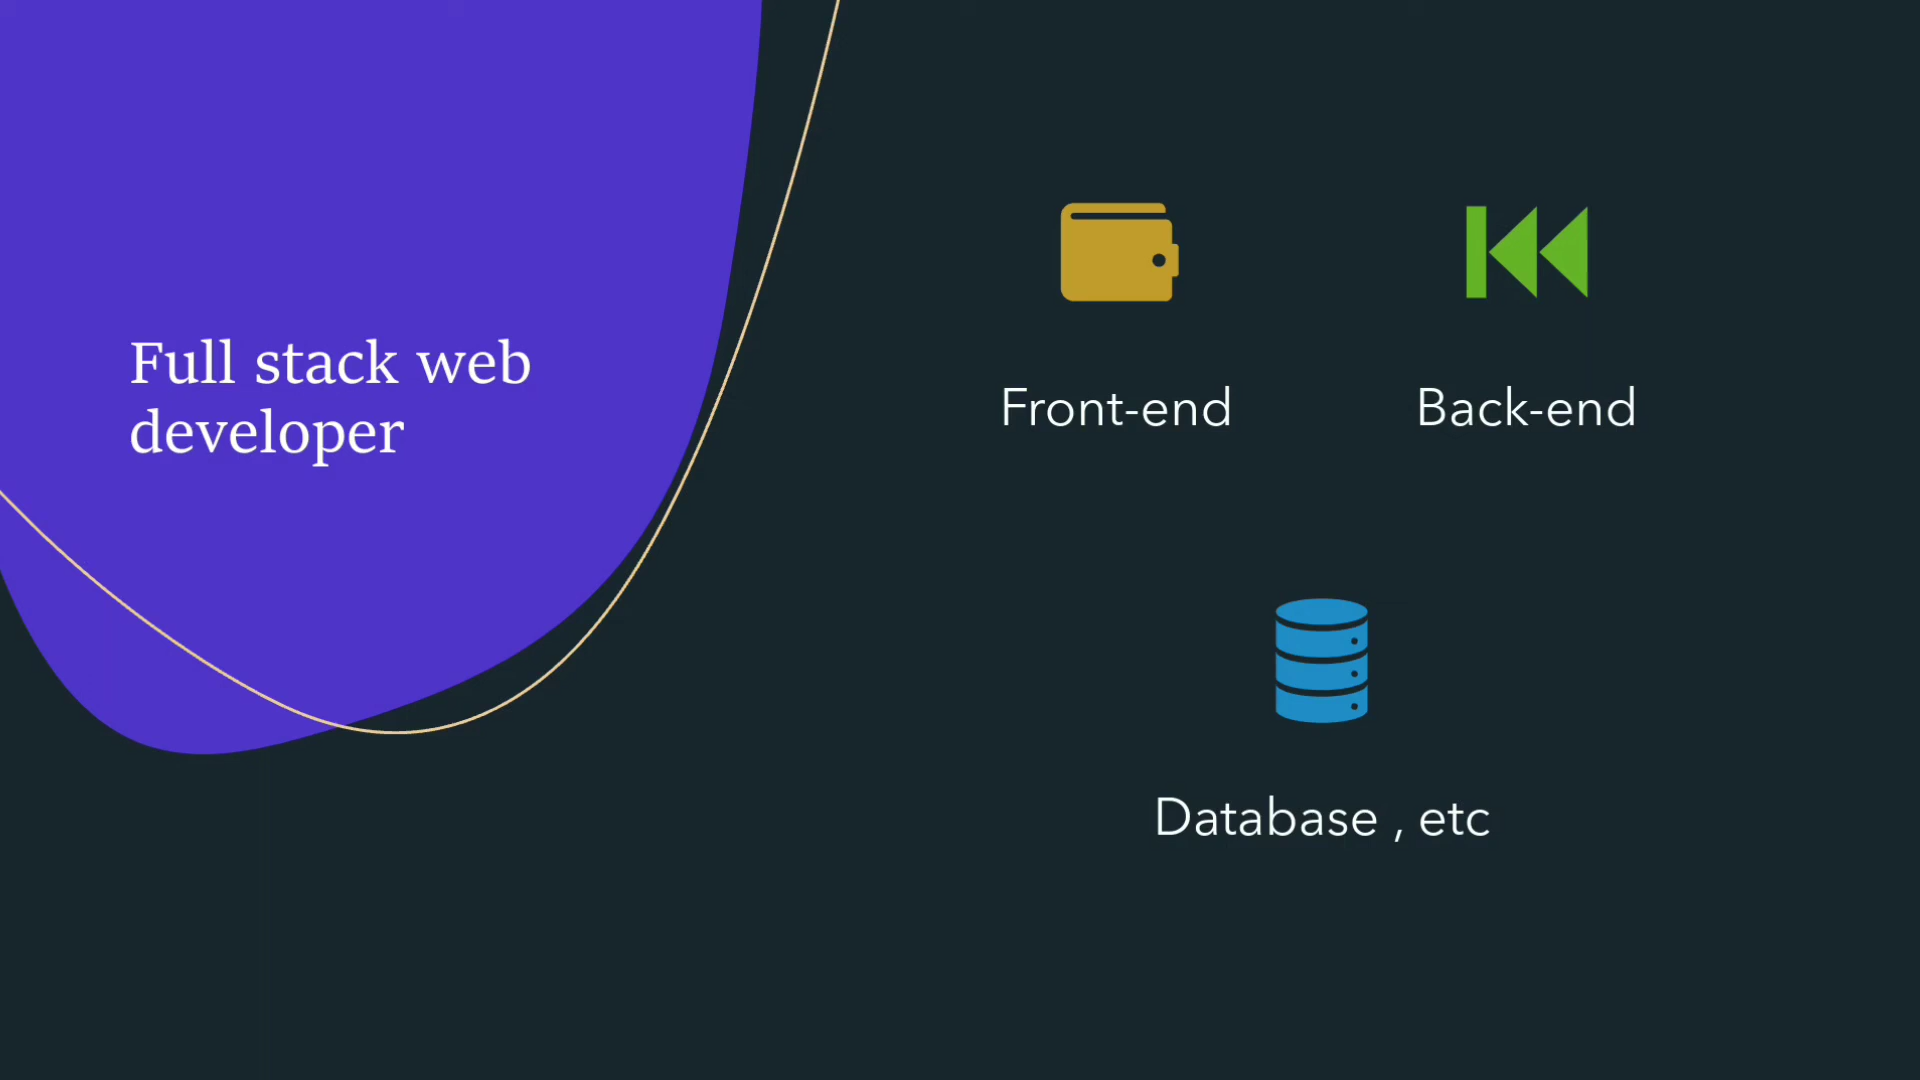 Full stack web
developer
Front-end
Back-end
Database , etc